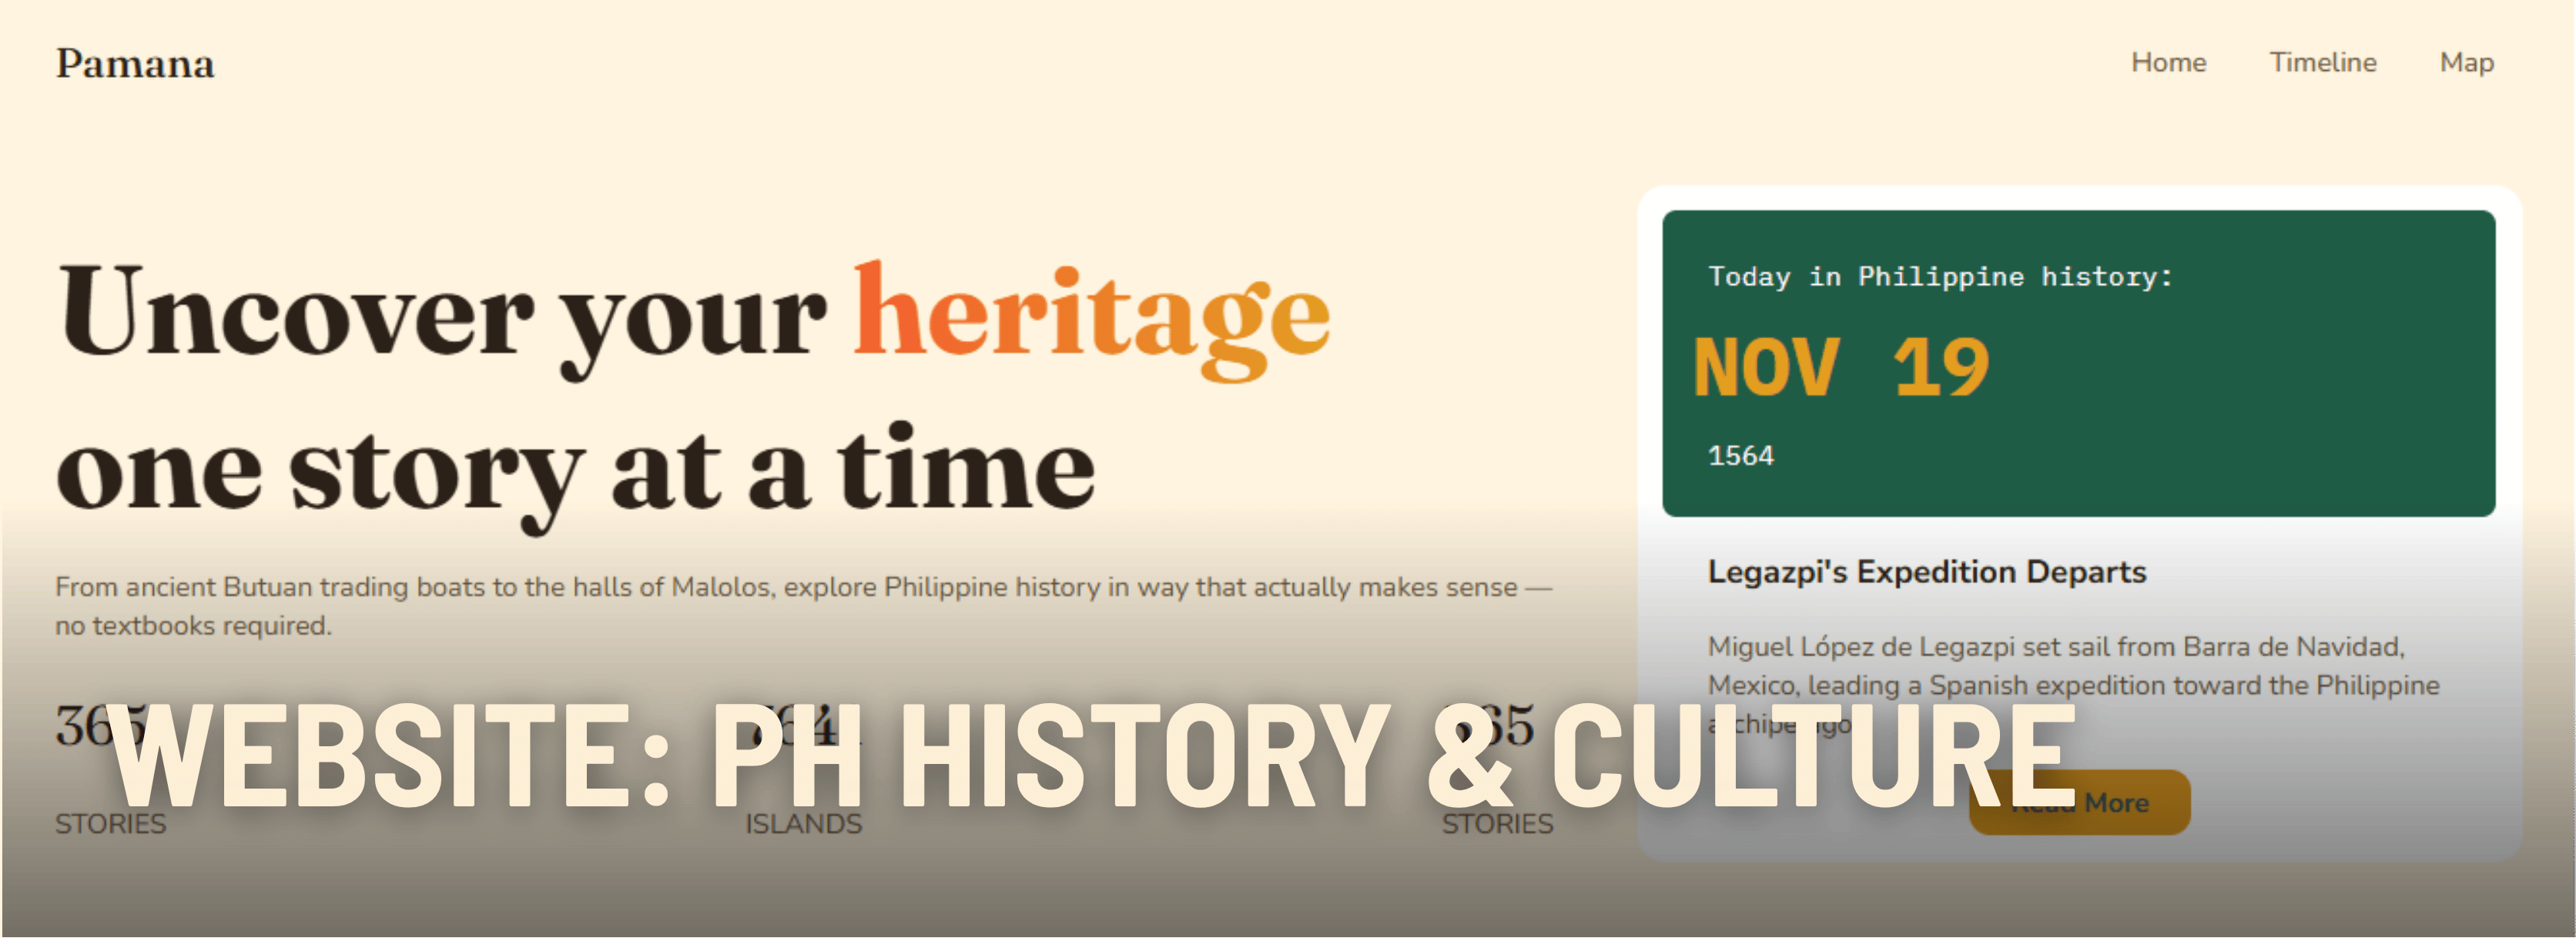 Pamana
Home Timeline Map
Uncover your heritage
one story at a time
From ancient Butuan trading boats to the halls of Malolos, explore Philippine history in way that actually makes sense —
no textbooks required.
365
STORIES
ISLANDS
STORIES
Today in Philippine history:
NOV 19
1564
Legazpi's Expedition Departs
Miguel López de Legazpi set sail from Barra de Navidad,
Mexico, leading a Spanish expedition toward the Philippine
archipelago
Read More
WEBSITE: PH HISTORY & CULTURE